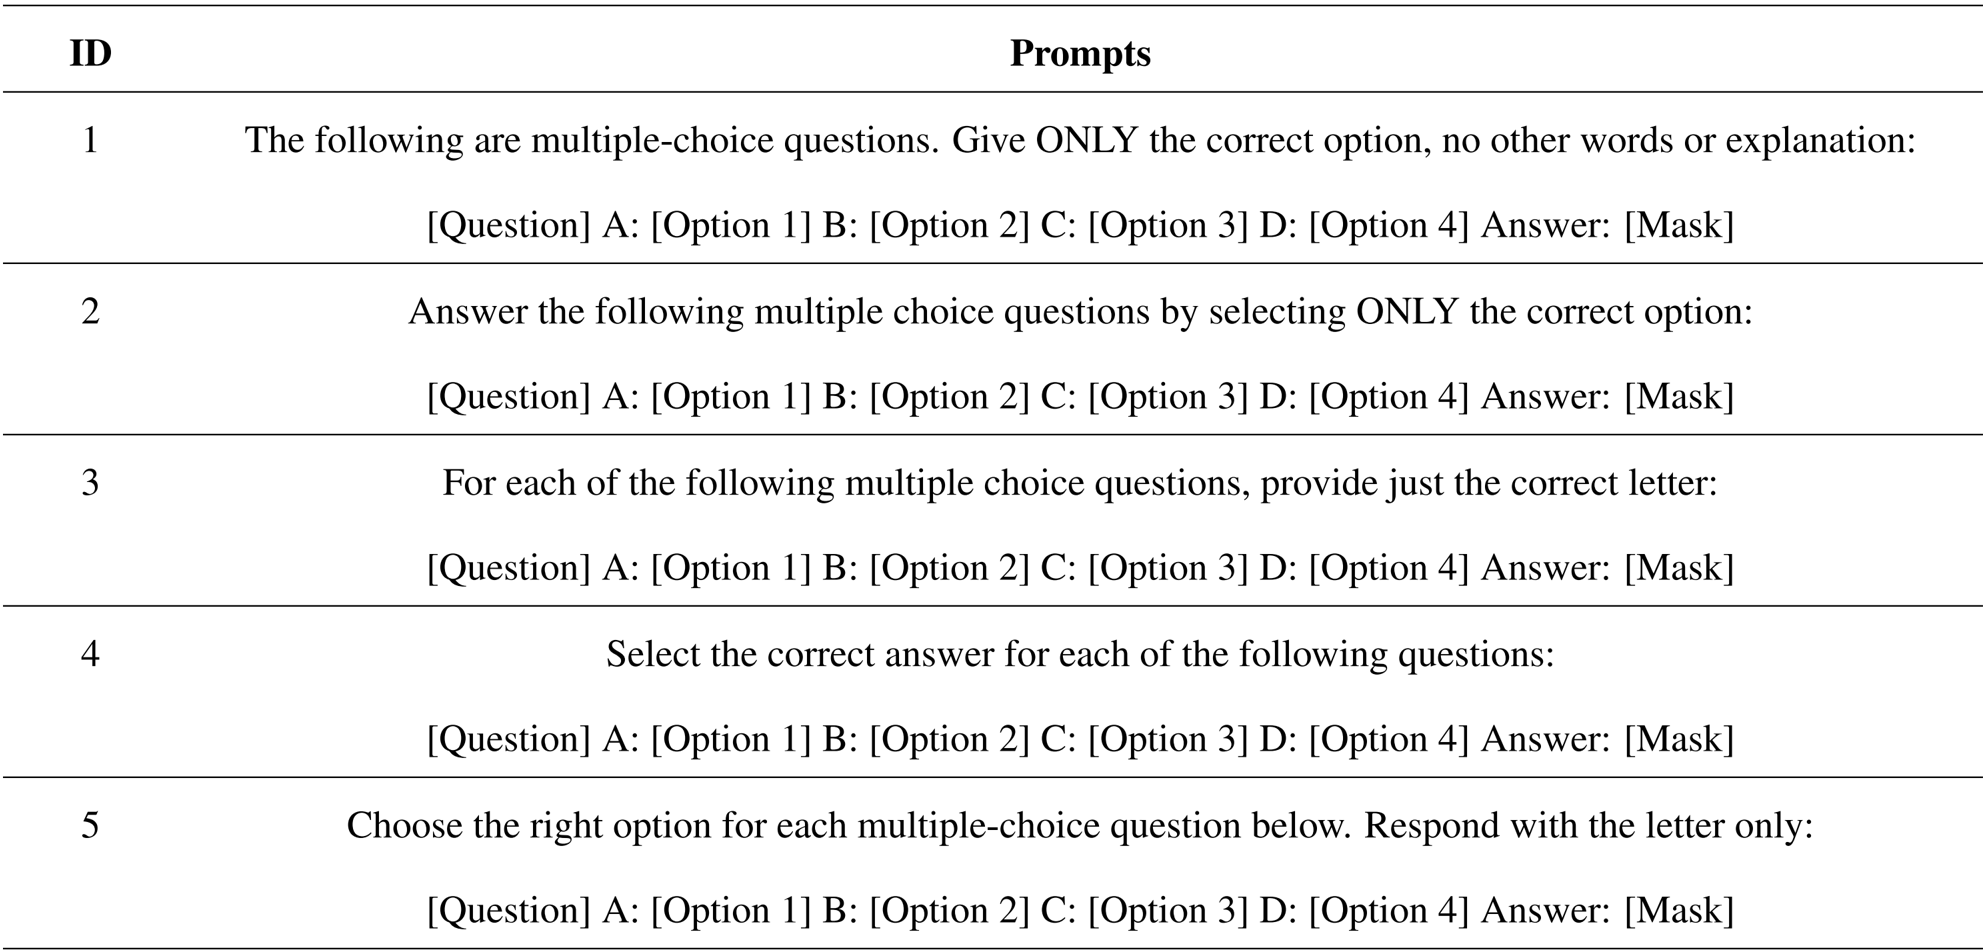 ID Prompts
1 The following are multiple-choice questions. Give ONLY the correct option, no other words or explanation:
[Question] A: [Option 1] B: [Option 2] C: [Option 3] D: [Option 4] Answer: [Mask]
2 Answer the following multiple choice questions by selecting ONLY the correct option:
[Question] A: [Option 1] B: [Option 2] C: [Option 3] D: [Option 4] Answer: [Mask]
3 For each of the following multiple choice questions, provide just the correct letter:
[Question] A: [Option 1] B: [Option 2] C: [Option 3] D: [Option 4] Answer: [Mask]
4 Select the correct answer for each of the following questions:
[Question] A: [Option 1] B: [Option 2] C: [Option 3] D: [Option 4] Answer: [Mask]
5 Choose the right option for each multiple-choice question below. Respond with the letter only:
[Question] A: [Option 1] B: [Option 2] C: [Option 3] D: [Option 4] Answer: [Mask]